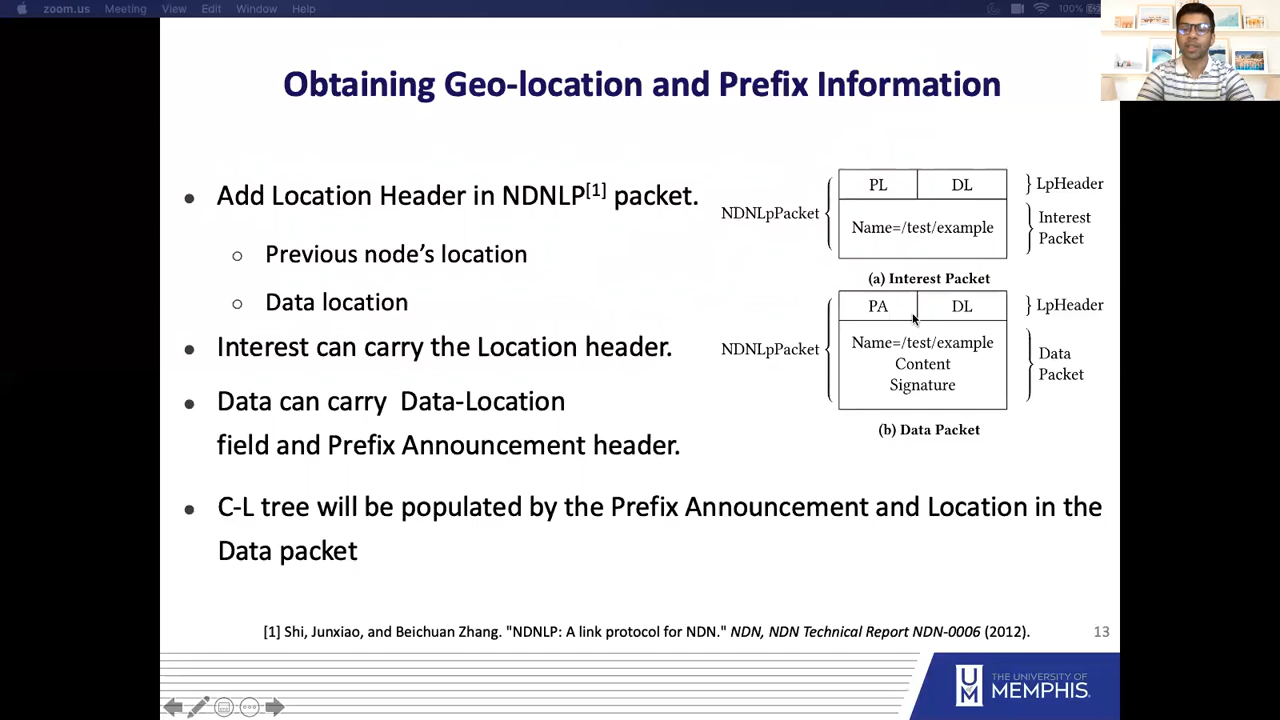 zoom.us Meeting View Edit Window Help 100%
Obtaining Geo-location and Prefix Information
● Add Location Header in NDNLP[1] packet.
○ Previous node's location
○ Data location
● Interest can carry the Location header.
● Data can carry Data-Location
field and Prefix Announcement header.
● C-L tree will be populated by the Prefix Announcement and Location in the
Data packet
PL DL } LpHeader
NDNLpPacket { Name=/test/example } Interest
Packet
(a) Interest Packet
PA DL } LpHeader
NDNLpPacket { Name=/test/example
Content
Signature
} Data
Packet
(b) Data Packet
[1] Shi, Junxiao, and Beichuan Zhang. "NDNLP: A link protocol for NDN." NDN, NDN Technical Report NDN-0006 (2012).
13
UM
THE UNIVERSITY OF
MEMPHIS.